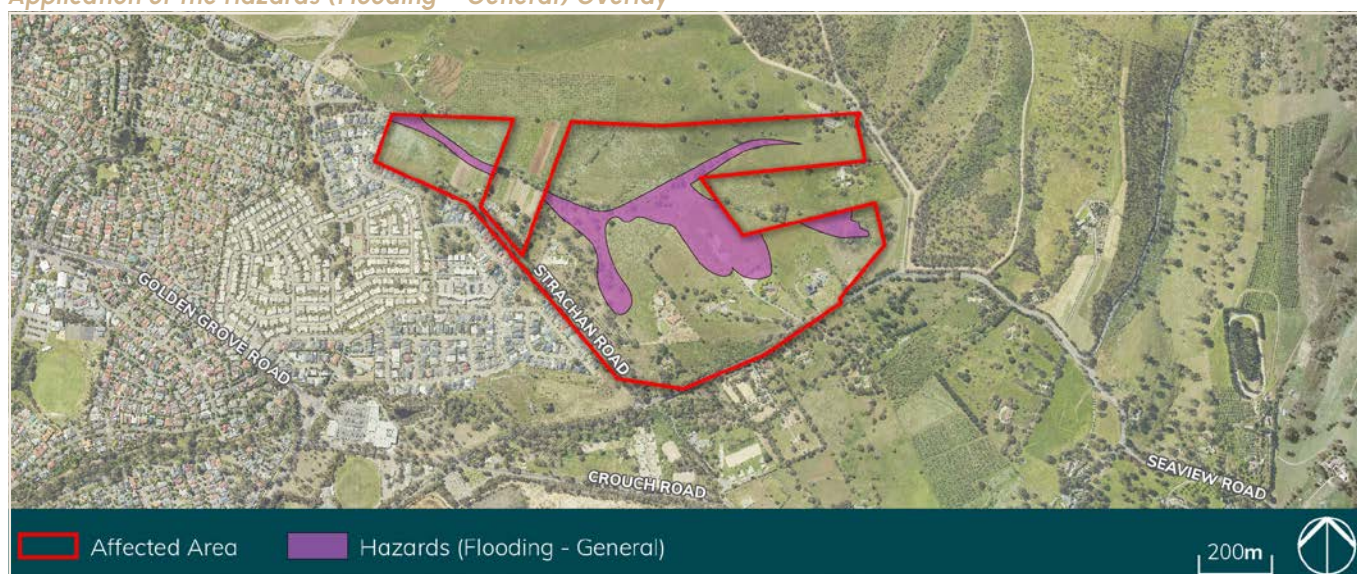 Application of the Hazards (Flooding - General) Overlay
GOLDEN GROVE ROAD
STRACHAN ROAD
CROUCH ROAD
SEAVIEW ROAD
Affected Area
Hazards (Flooding - General)
200m